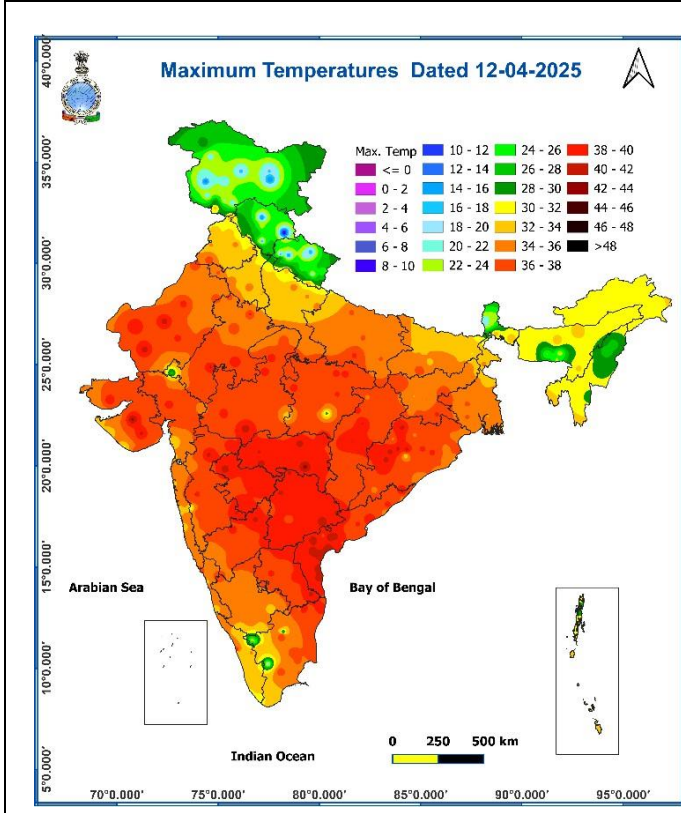 Maximum Temperatures Dated 12-04-2025
Max. Temp
<= 0
0 - 2
2 - 4
4 - 6
6 - 8
8 - 10
10 - 12
12 - 14
14 - 16
16 - 18
18 - 20
20 - 22
22 - 24
24 - 26
26 - 28
28 - 30
30 - 32
32 - 34
34 - 36
36 - 38
38 - 40
40 - 42
42 - 44
44 - 46
46 - 48
>48
40°0.000'
35°0.000'
30°0.000'
25°0.000'
20°0.000'
15°0.000'
10°0.000'
5°0.000'
Arabian Sea
Bay of Bengal
Indian Ocean
0 250 500 km
70°0.000' 75°0.000' 80°0.000' 85°0.000' 90°0.000' 95°0.000'